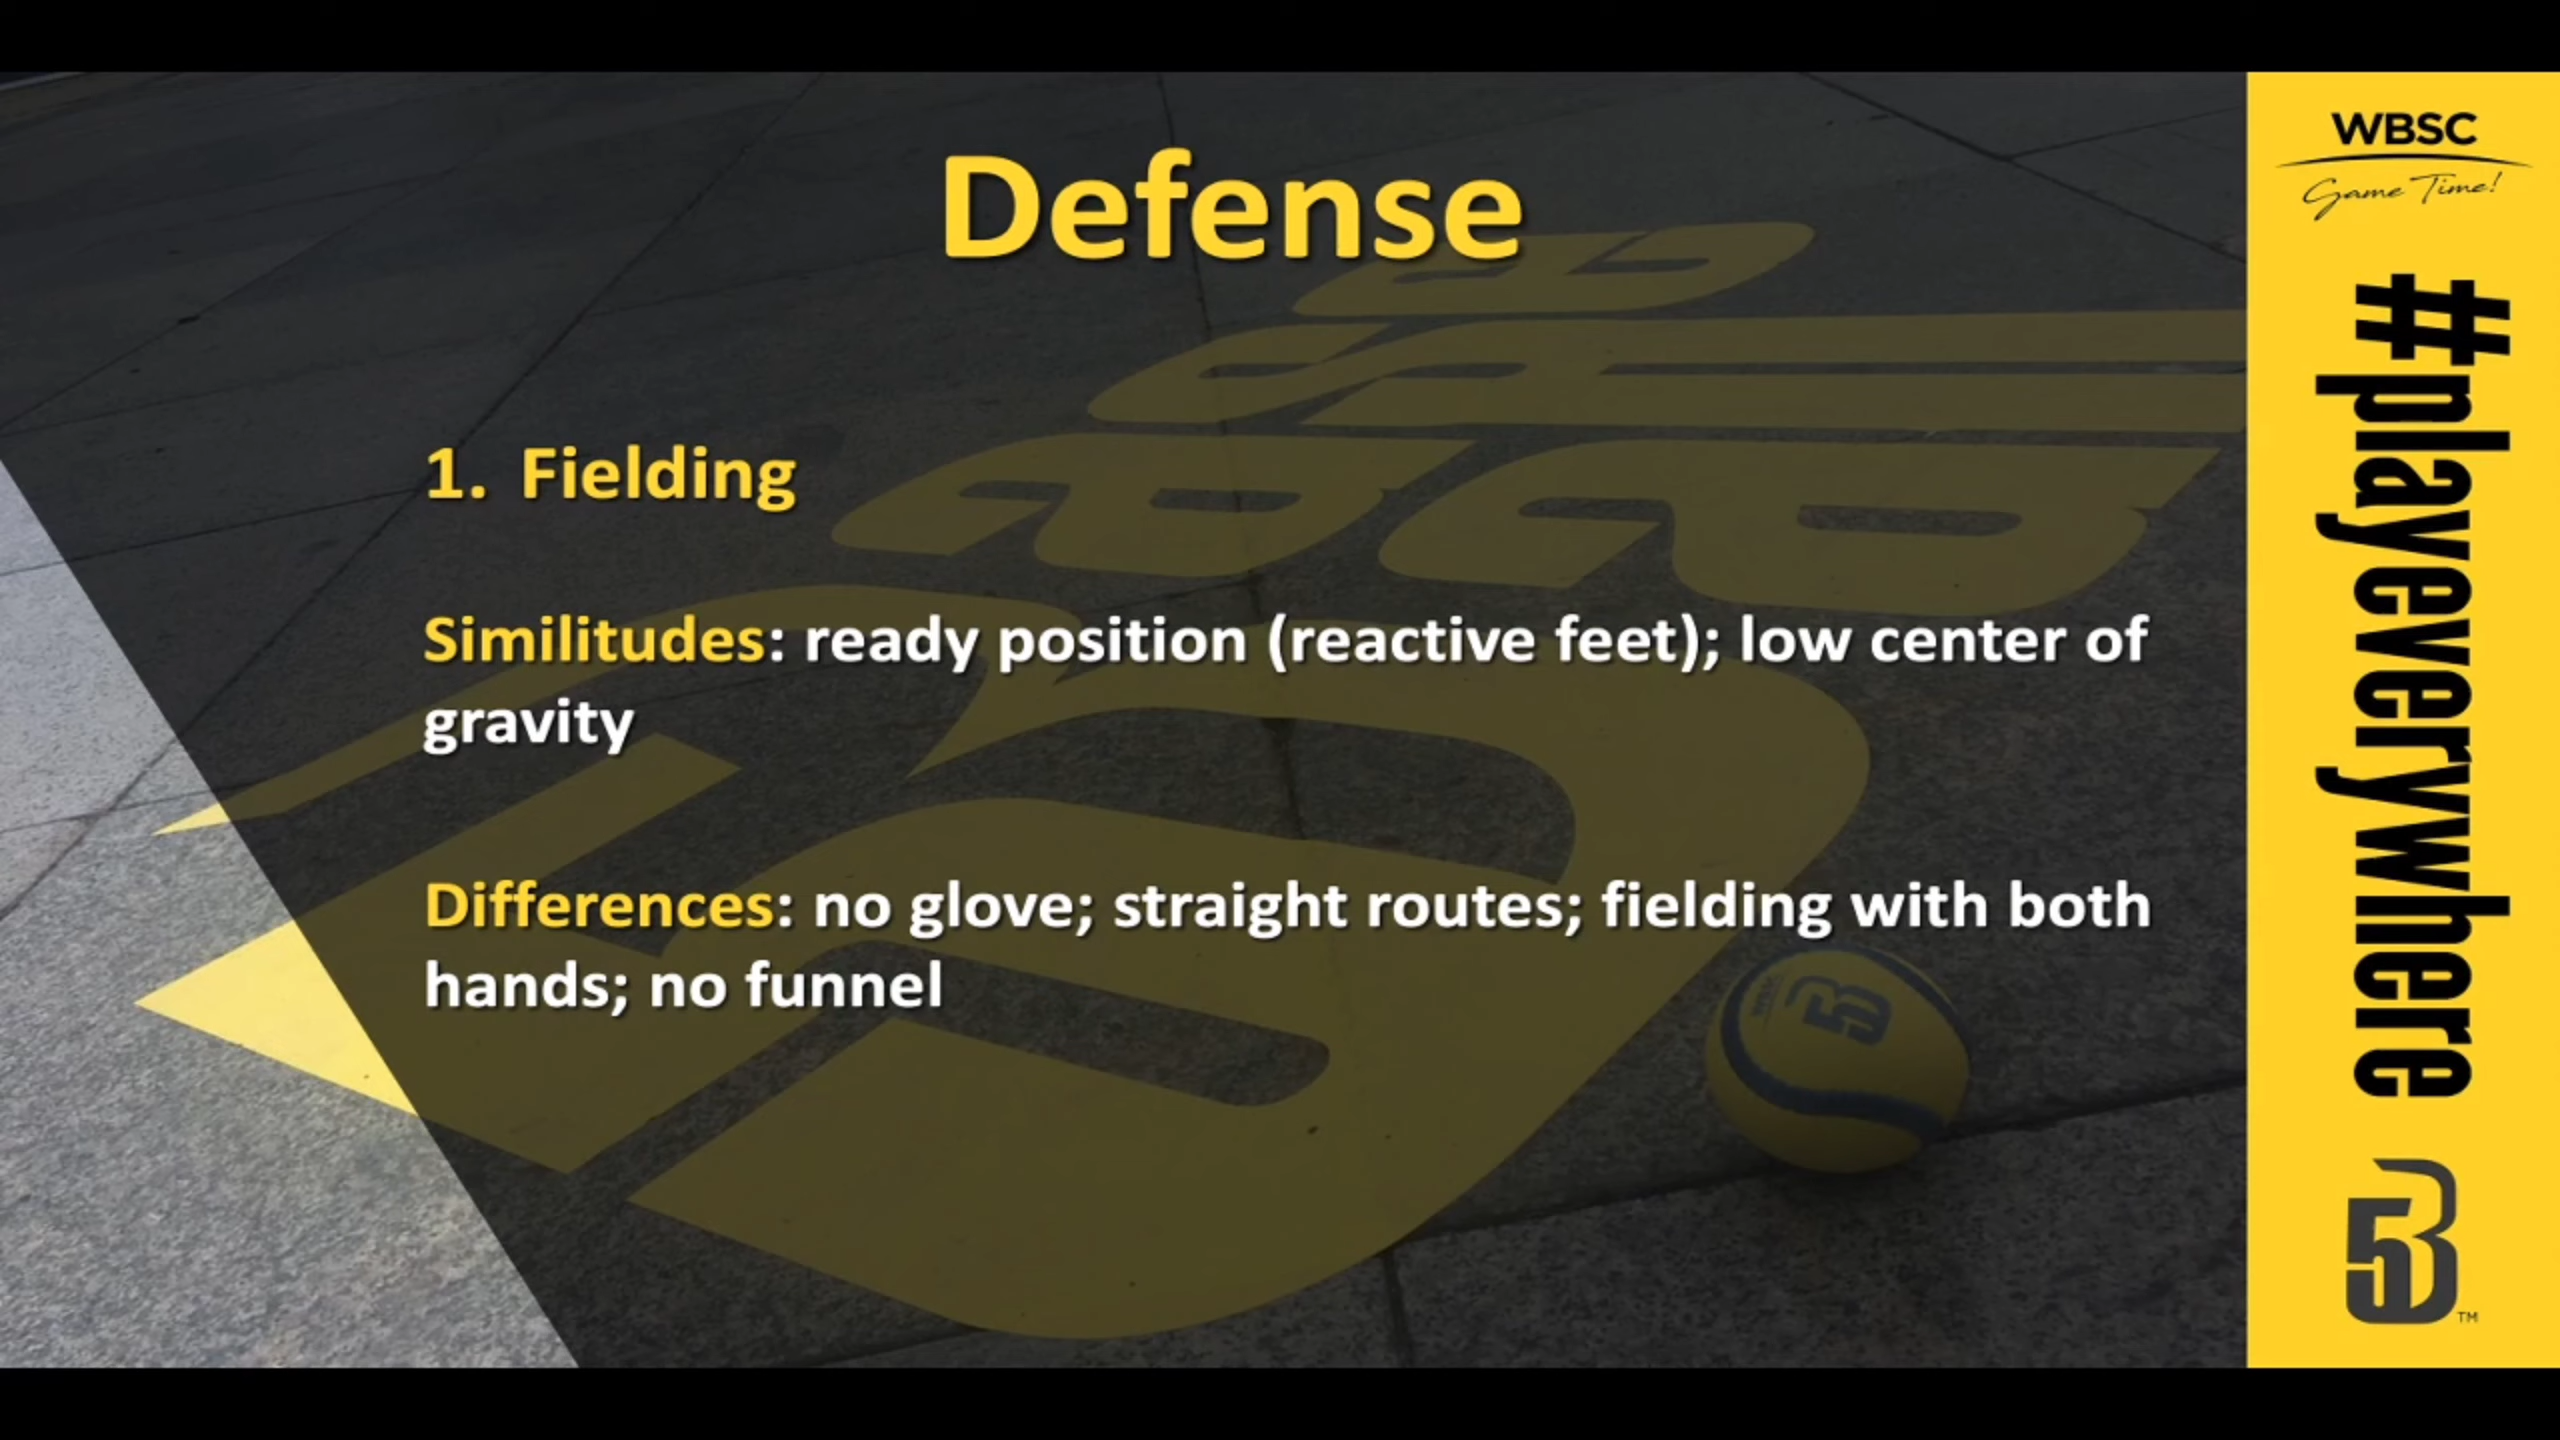 Defense
1. Fielding
Similitudes: ready position (reactive feet); low center of
gravity
Differences: no glove; straight routes; fielding with both
hands; no funnel
WBSC
Game Time!
#playeverywhere
B5
TM